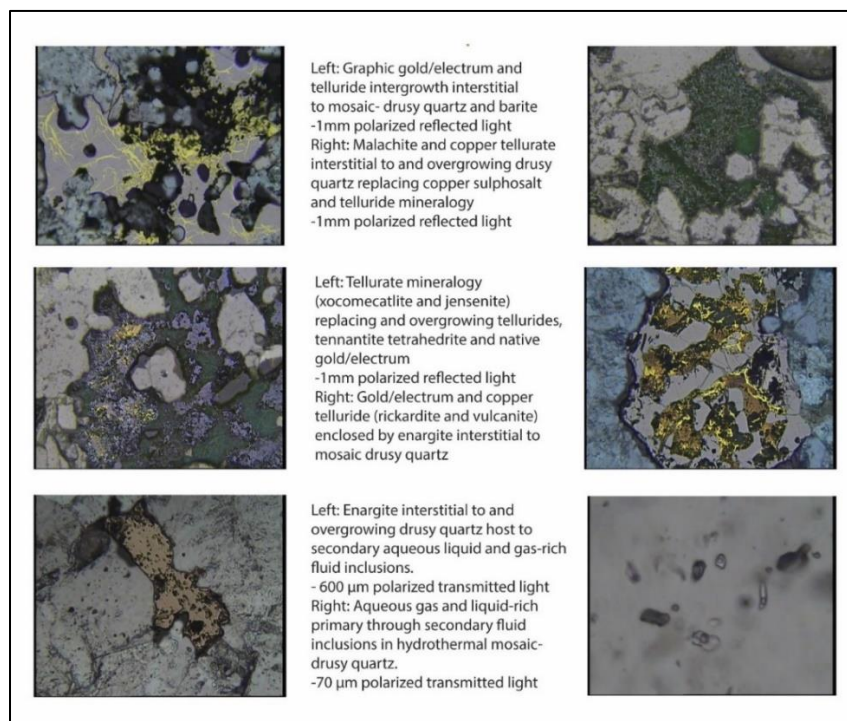 Left: Graphic gold/electrum and
telluride intergrowth interstitial
to mosaic- drusy quartz and barite
-1mm polarized reflected light
Right: Malachite and copper tellurate
interstitial to and overgrowing drusy
quartz replacing copper sulphosalt
and telluride mineralogy
-1mm polarized reflected light
Left: Tellurate mineralogy
(xocomecatlite and jensenite)
replacing and overgrowing tellurides,
tennantite tetrahedrite and native
gold/electrum
-1mm polarized reflected light
Right: Gold/electrum and copper
telluride (rickardite and vulcanite)
enclosed by enargite interstitial to
mosaic drusy quartz
Left: Enargite interstitial to and
overgrowing drusy quartz host to
secondary aqueous liquid and gas-rich
fluid inclusions.
- 600 µm polarized transmitted light
Right: Aqueous gas and liquid-rich
primary through secondary fluid
inclusions in hydrothermal mosaic-
drusy quartz.
-70 µm polarized transmitted light